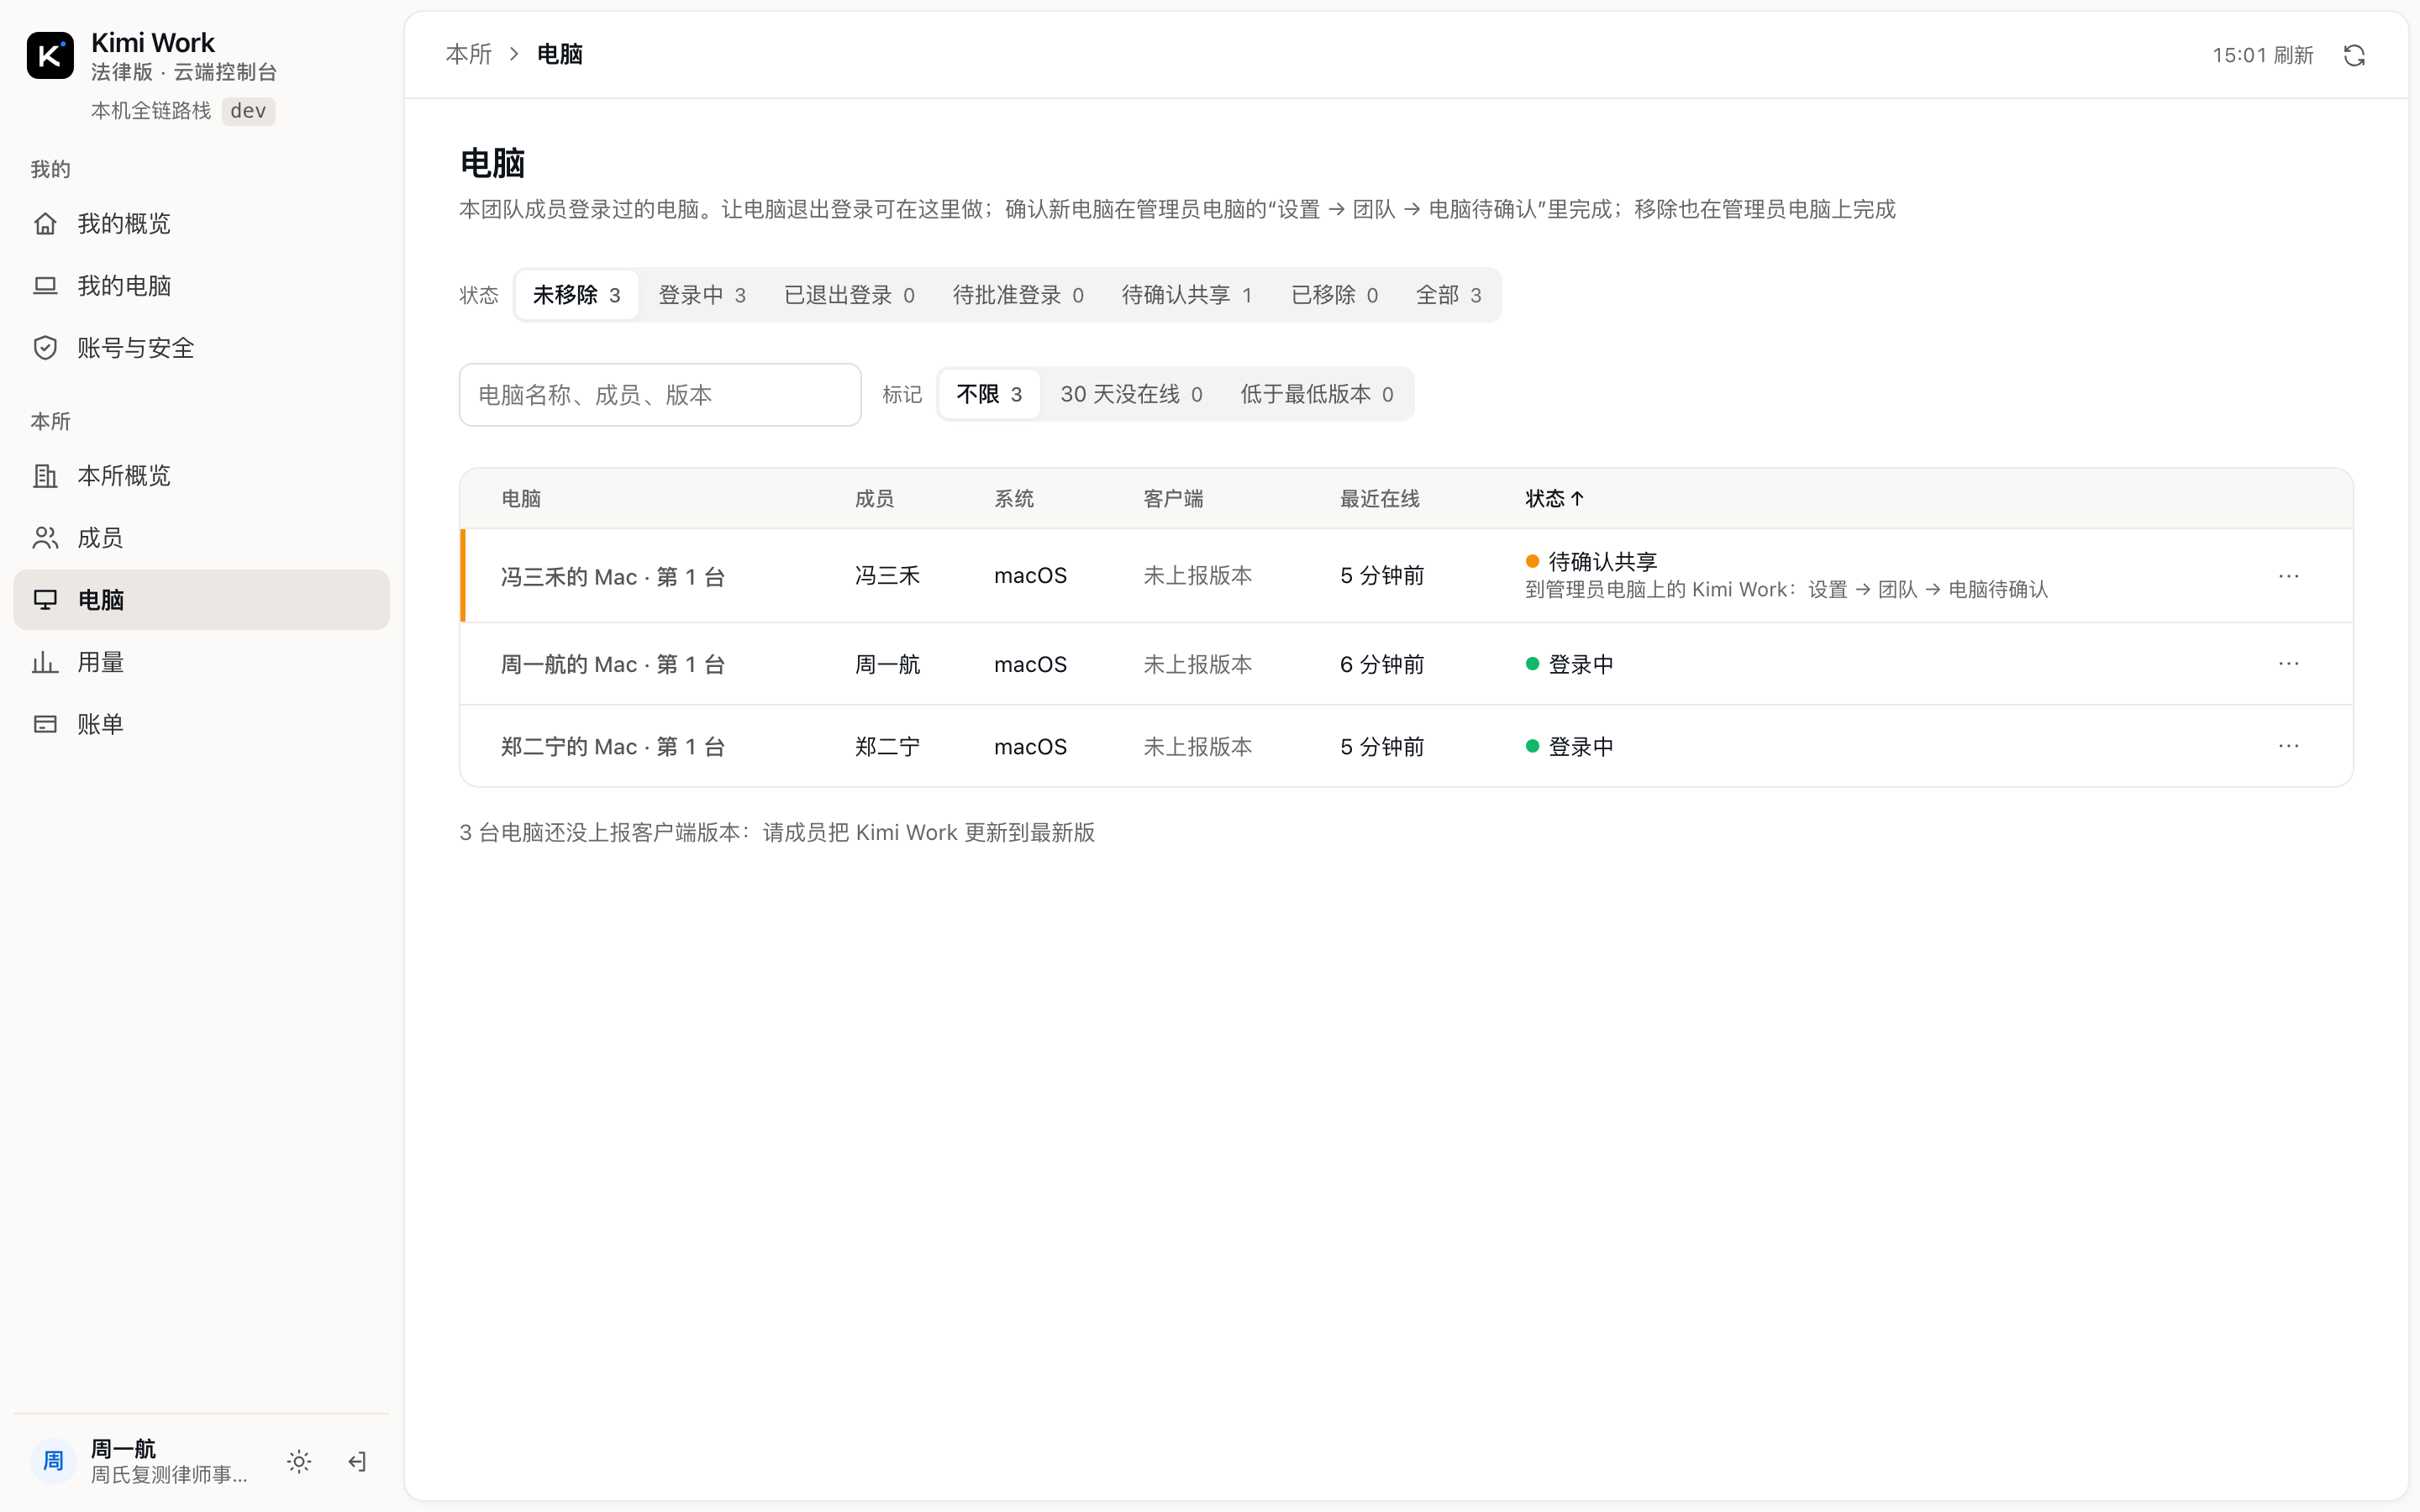 Kimi Work
法律版 · 云端控制台
本机全链路栈 dev
我的
我的概览
我的电脑
账号与安全
本所
本所概览
成员
电脑
用量
账单
周 周一航
周氏复测律师事...
本所 > 电脑
15:01 刷新
电脑
本团队成员登录过的电脑。让电脑退出登录可在这里做；确认新电脑在管理员电脑的“设置 → 团队 → 电脑待确认”里完成；移除也在管理员电脑上完成
状态 未移除 3 登录中 3 已退出登录 0 待批准登录 0 待确认共享 1 已移除 0 全部 3
电脑名称、成员、版本 标记 不限 3 30 天没在线 0 低于最低版本 0
电脑 成员 系统 客户端 最近在线 状态 ↑
冯三禾的 Mac · 第 1 台 冯三禾 macOS 未上报版本 5 分钟前 待确认共享
到管理员电脑上的 Kimi Work：设置 → 团队 → 电脑待确认
周一航的 Mac · 第 1 台 周一航 macOS 未上报版本 6 分钟前 登录中
郑二宁的 Mac · 第 1 台 郑二宁 macOS 未上报版本 5 分钟前 登录中
3 台电脑还没上报客户端版本：请成员把 Kimi Work 更新到最新版